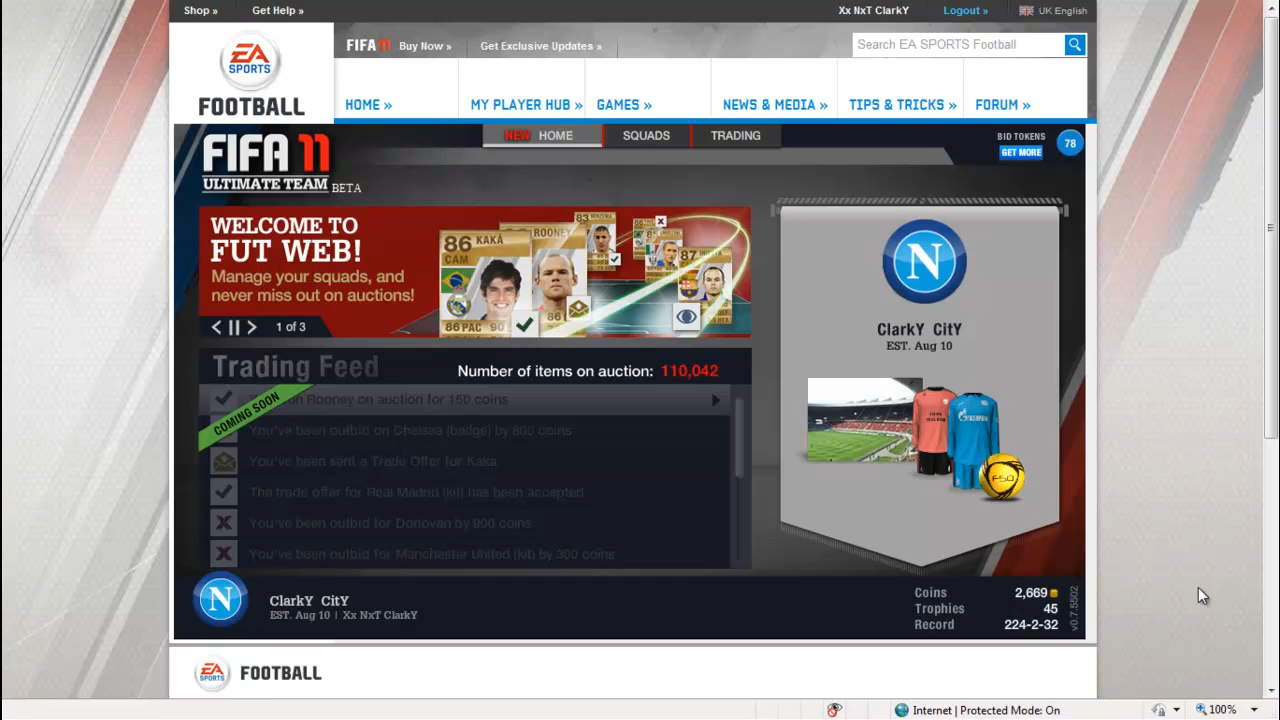 Shop »
Get Help »
Xx NxT ClarkY
Logout »
UK English
EA SPORTS
FOOTBALL
FIFA 11
Buy Now »
Get Exclusive Updates »
Search EA SPORTS Football
HOME »
MY PLAYER HUB »
GAMES »
NEWS & MEDIA »
TIPS & TRICKS »
FORUM »
FIFA 11
ULTIMATE TEAM BETA
NEW HOME
SQUADS
TRADING
BID TOKENS
GET MORE
78
WELCOME TO
FUT WEB!
Manage your squads, and
never miss out on auctions!
1 of 3
86 KAKÁ
CAM
86 PAC 90
ROONEY
86
83
87
N
ClarkY CitY
EST. Aug 10
Trading Feed
Number of items on auction: 110,042
COMING SOON
Rooney on auction for 150 coins
You've been outbid on Chelsea (badge) by 800 coins
You've been sent a Trade Offer for Kaka
The trade offer for Real Madrid (kit) has been accepted
You've been outbid for Donovan by 800 coins
You've been outbid for Manchester United (kit) by 300 coins
F50
N
ClarkY CitY
EST. Aug 10 | Xx NxT ClarkY
Coins 2,669
Trophies 45
Record 224-2-32
v0.7.5502
EA SPORTS
FOOTBALL
Internet | Protected Mode: On
100%